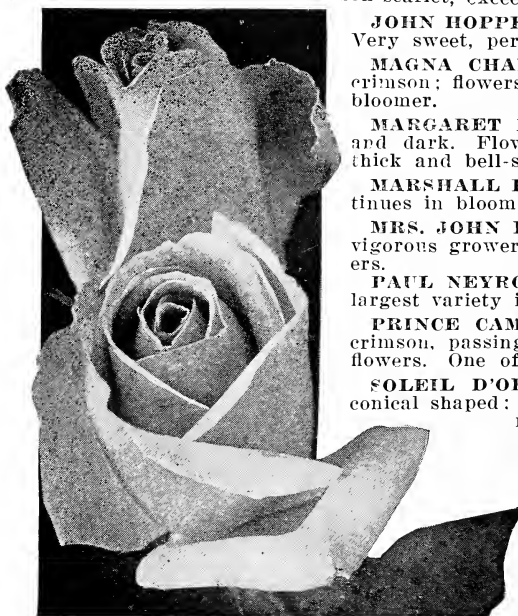 JOHN HOPPE
Very sweet, per
MAGNA CHA
crimson; flowers
bloomer.
MARGARET
and dark. Flow
thick and bell-s
MARSHALL
tinues in bloom
MRS. JOHN
vigorous grower
ers.
PAUL NEYRO
largest variety i
PRINCE CAM
crimson, passing
flowers. One of
SOLEIL D'O
conical shaped: